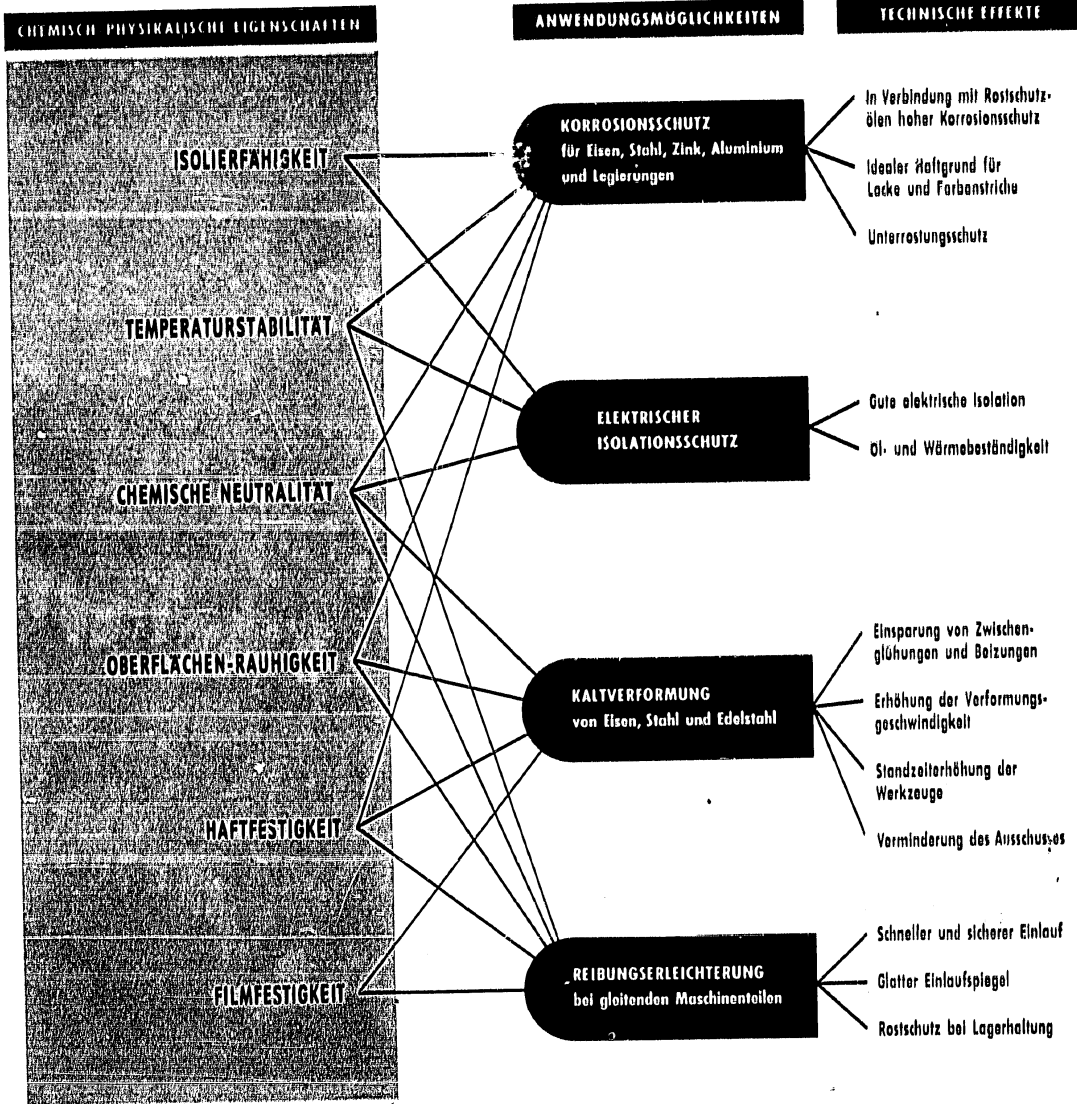 CHEMISCH PHYSIKALISCHE EIGENSCHAFTEN
ISOLIERFÄHIGKEIT
TEMPERATURSTABILITÄT
CHEMISCHE NEUTRALITÄT
OBERFLÄCHEN-RAUHIGKEIT
HAFTFESTIGKEIT
FILMFESTIGKEIT
ANWENDUNGSMÖGLICHKEITEN
KORROSIONSSCHUTZ
für Eisen, Stahl, Zink, Aluminium
und Legierungen
ELEKTRISCHER
ISOLATIONSSCHUTZ
KALTVERFORMUNG
von Eisen, Stahl und Edelstahl
REIBUNGSERLEICHTERUNG
bei gleitenden Maschinenteilen
TECHNISCHE EFFEKTE
In Verbindung mit Rostschutz-
ölen hoher Korrosionsschutz
Idealer Haftgrund für
Lacke und Farbanstriche
Unterrostungsschutz
Gute elektrische Isolation
Öl- und Wärmebeständigkeit
Einsparung von Zwischen-
glühungen und Beizungen
Erhöhung der Verformungs-
geschwindigkeit
Standzeiterhöhung der
Werkzeuge
Verminderung des Ausschusses
Schneller und sicherer Einlauf
Glatter Einlaufspiegel
Rostschutz bei Lagerhaltung